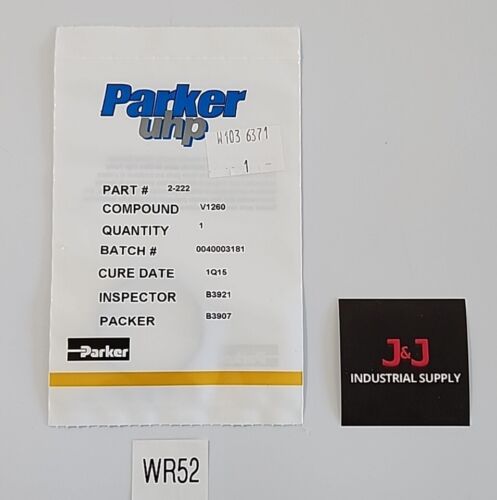 Parker
uhp
W103 6371
1
PART # 2-222
COMPOUND V1260
QUANTITY 1
BATCH # 0040003181
CURE DATE 1Q15
INSPECTOR B3921
PACKER B3907
Parker
J&J
INDUSTRIAL SUPPLY
WR52